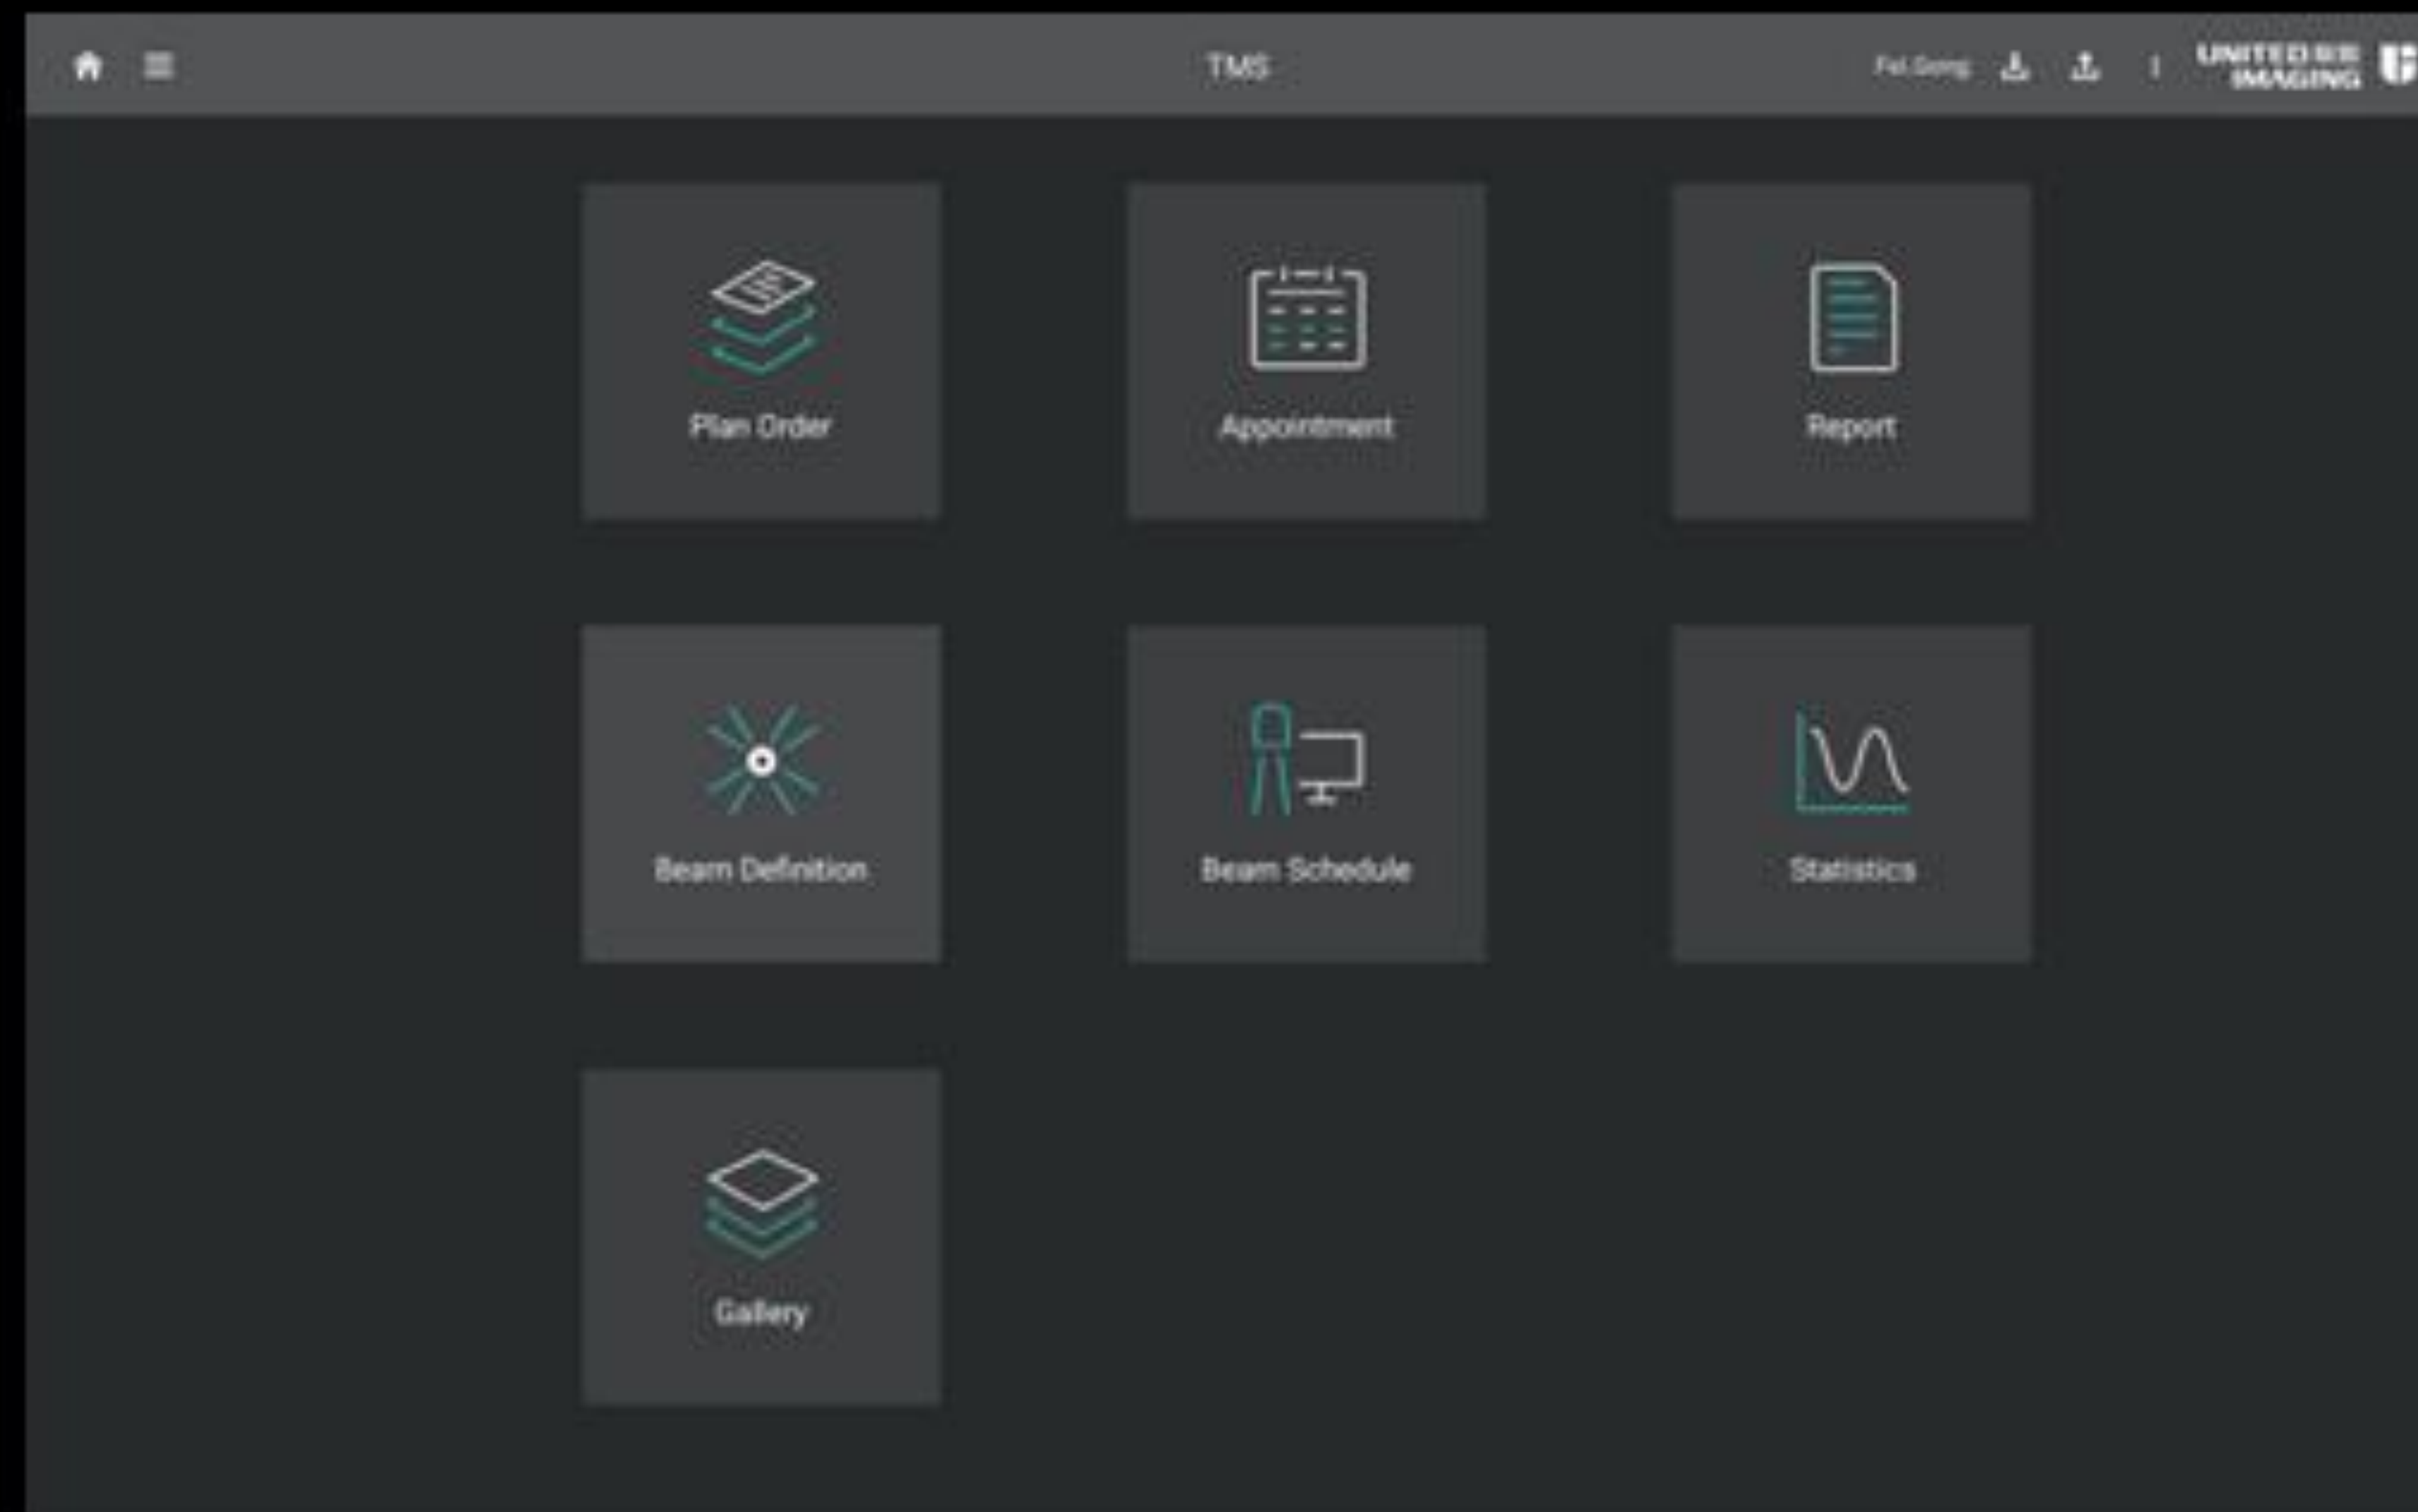 TMS
UNITED
IMAGING
Plan Order
Appointment
Report
Beam Definition
Beam Schedule
Statistics
Gallery